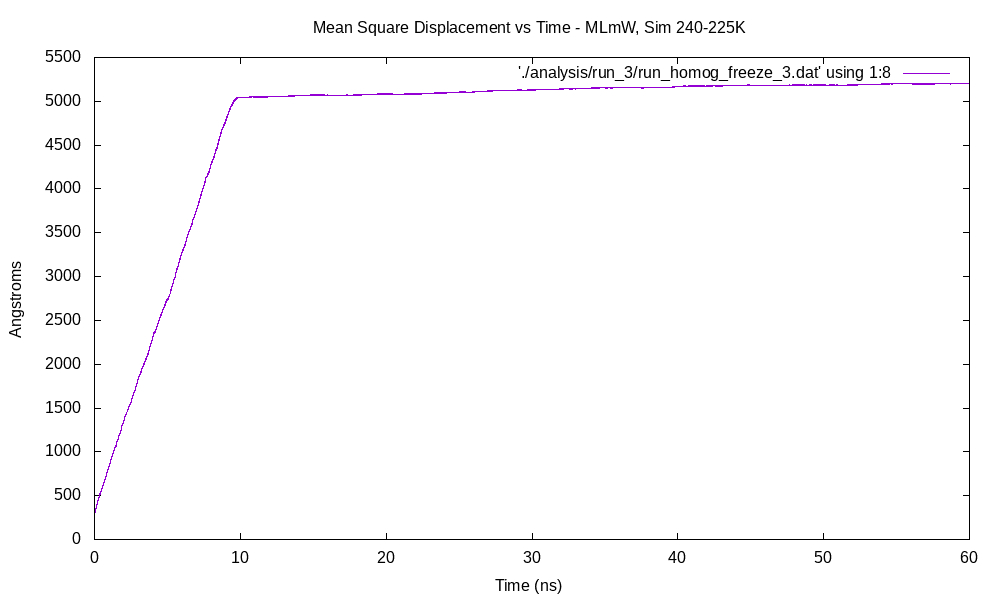 Mean Square Displacement vs Time - MLmW, Sim 240-225K
'./analysis/run_3/run_homog_freeze_3.dat' using 1:8
5500
5000
4500
4000
3500
3000
2500
2000
1500
1000
500
0
Angstroms
0 10 20 30 40 50 60
Time (ns)